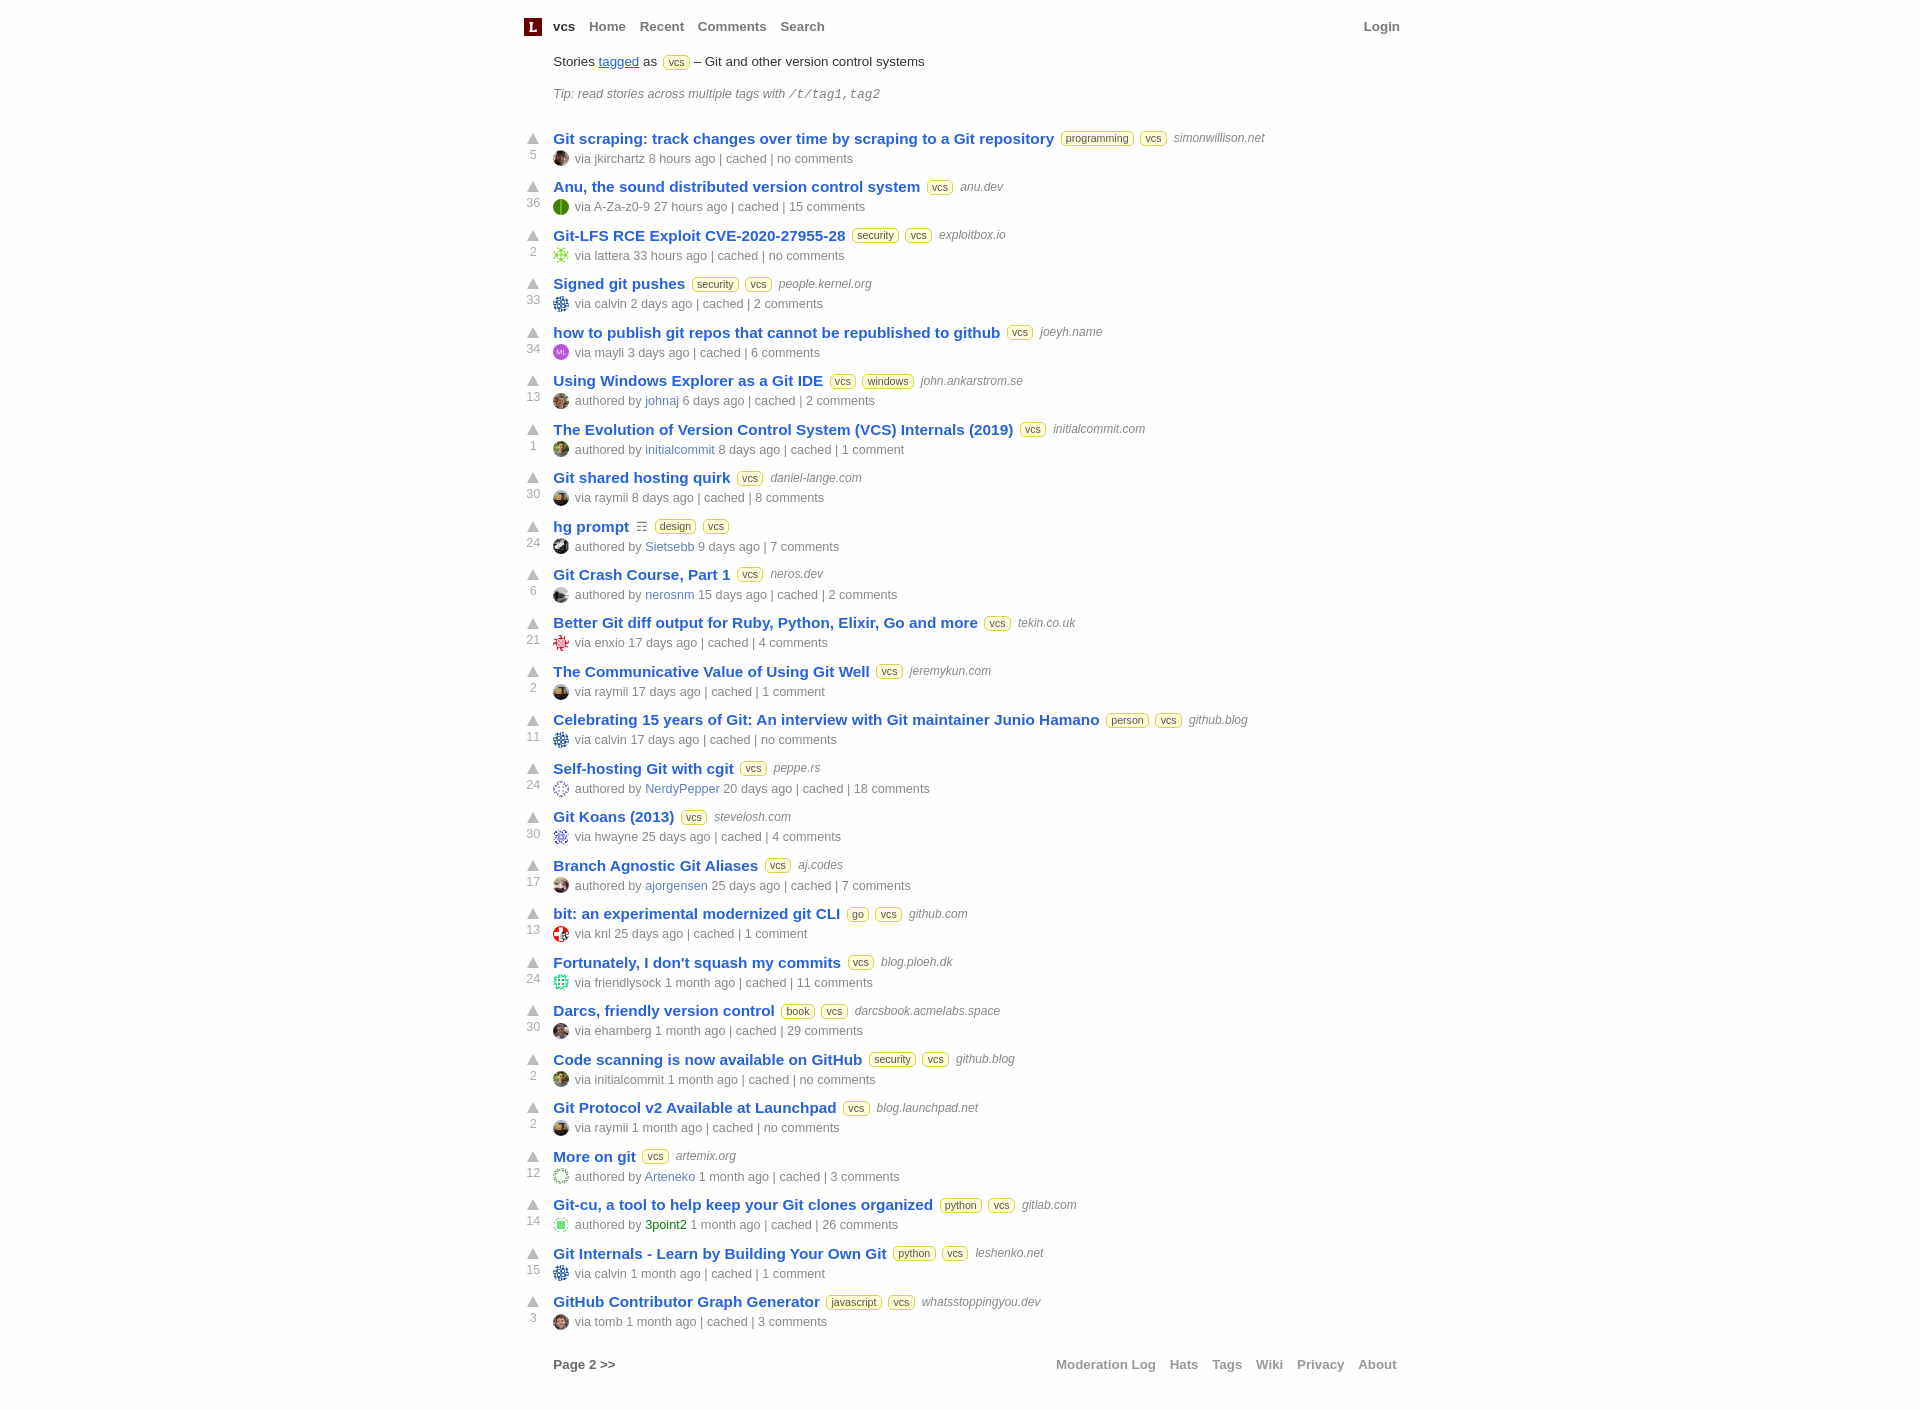 L vcs Home Recent Comments Search Login
Stories tagged as vcs – Git and other version control systems
Tip: read stories across multiple tags with /t/tag1,tag2
Git scraping: track changes over time by scraping to a Git repository programming vcs simonwillison.net
5 via jkirchartz 8 hours ago | cached | no comments
Anu, the sound distributed version control system vcs anu.dev
36 via A-Za-z0-9 27 hours ago | cached | 15 comments
Git-LFS RCE Exploit CVE-2020-27955-28 security vcs exploitbox.io
2 via lattera 33 hours ago | cached | no comments
Signed git pushes security vcs people.kernel.org
33 via calvin 2 days ago | cached | 2 comments
how to publish git repos that cannot be republished to github vcs joeyh.name
34 via mayli 3 days ago | cached | 6 comments
Using Windows Explorer as a Git IDE vcs windows john.ankarstrom.se
13 authored by johnaj 6 days ago | cached | 2 comments
The Evolution of Version Control System (VCS) Internals (2019) vcs initialcommit.com
1 authored by initialcommit 8 days ago | cached | 1 comment
Git shared hosting quirk vcs daniel-lange.com
30 via raymii 8 days ago | cached | 8 comments
hg prompt ☶ design vcs
24 authored by Sietsebb 9 days ago | 7 comments
Git Crash Course, Part 1 vcs neros.dev
6 authored by nerosnm 15 days ago | cached | 2 comments
Better Git diff output for Ruby, Python, Elixir, Go and more vcs tekin.co.uk
21 via enxio 17 days ago | cached | 4 comments
The Communicative Value of Using Git Well vcs jeremykun.com
2 via raymii 17 days ago | cached | 1 comment
Celebrating 15 years of Git: An interview with Git maintainer Junio Hamano person vcs github.blog
11 via calvin 17 days ago | cached | no comments
Self-hosting Git with cgit vcs peppe.rs
24 authored by NerdyPepper 20 days ago | cached | 18 comments
Git Koans (2013) vcs stevelosh.com
30 via hwayne 25 days ago | cached | 4 comments
Branch Agnostic Git Aliases vcs aj.codes
17 authored by ajorgensen 25 days ago | cached | 7 comments
bit: an experimental modernized git CLI go vcs github.com
13 via knl 25 days ago | cached | 1 comment
Fortunately, I don't squash my commits vcs blog.ploeh.dk
24 via friendlysock 1 month ago | cached | 11 comments
Darcs, friendly version control book vcs darcsbook.acmelabs.space
30 via ehamberg 1 month ago | cached | 29 comments
Code scanning is now available on GitHub security vcs github.blog
2 via initialcommit 1 month ago | cached | no comments
Git Protocol v2 Available at Launchpad vcs blog.launchpad.net
2 via raymii 1 month ago | cached | no comments
More on git vcs artemix.org
12 authored by Arteneko 1 month ago | cached | 3 comments
Git-cu, a tool to help keep your Git clones organized python vcs gitlab.com
14 authored by 3point2 1 month ago | cached | 26 comments
Git Internals - Learn by Building Your Own Git python vcs leshenko.net
15 via calvin 1 month ago | cached | 1 comment
GitHub Contributor Graph Generator javascript vcs whatsstoppingyou.dev
3 via tomb 1 month ago | cached | 3 comments
Page 2 >> Moderation Log Hats Tags Wiki Privacy About